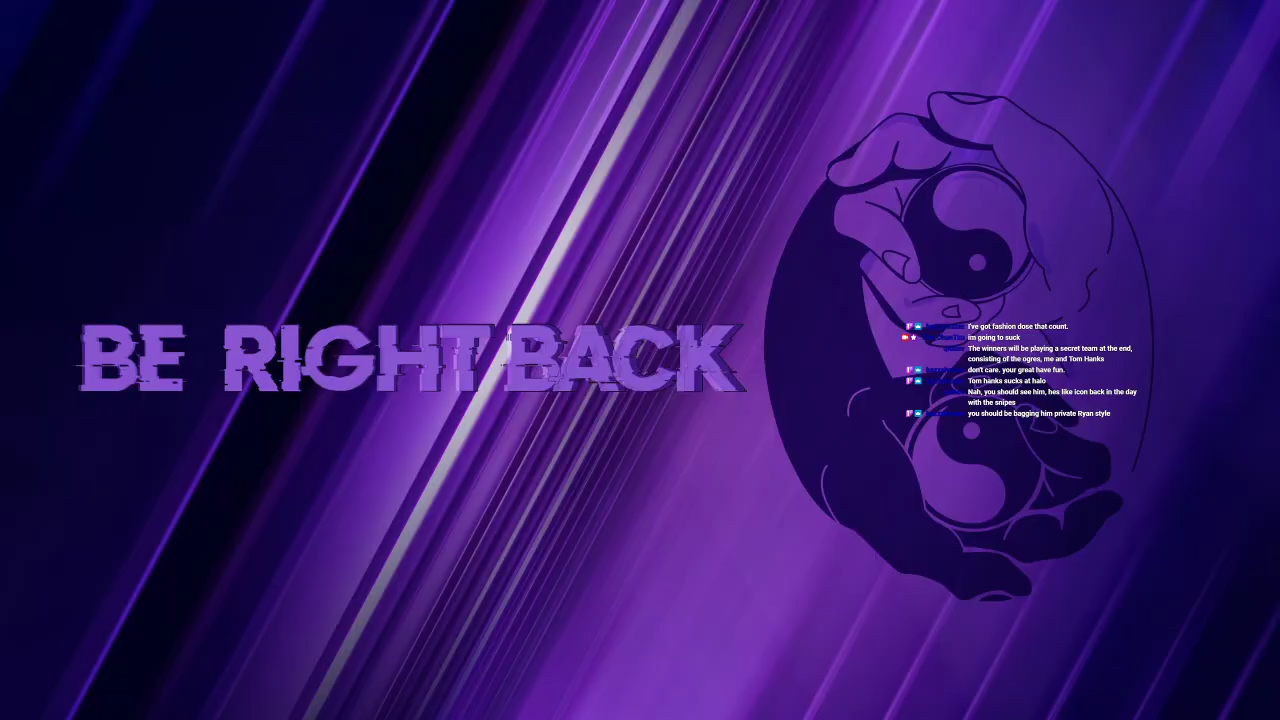 BE RIGHT BACK
I've got fashion dose that count.
im going to suck
The winners will be playing a secret team at the end,
consisting of the ogres, me and Tom Hanks
don't care. your great have fun.
Tom hanks sucks at halo
Nah, you should see him, hes like icon back in the day
with the snipes
you should be bagging him private Ryan style